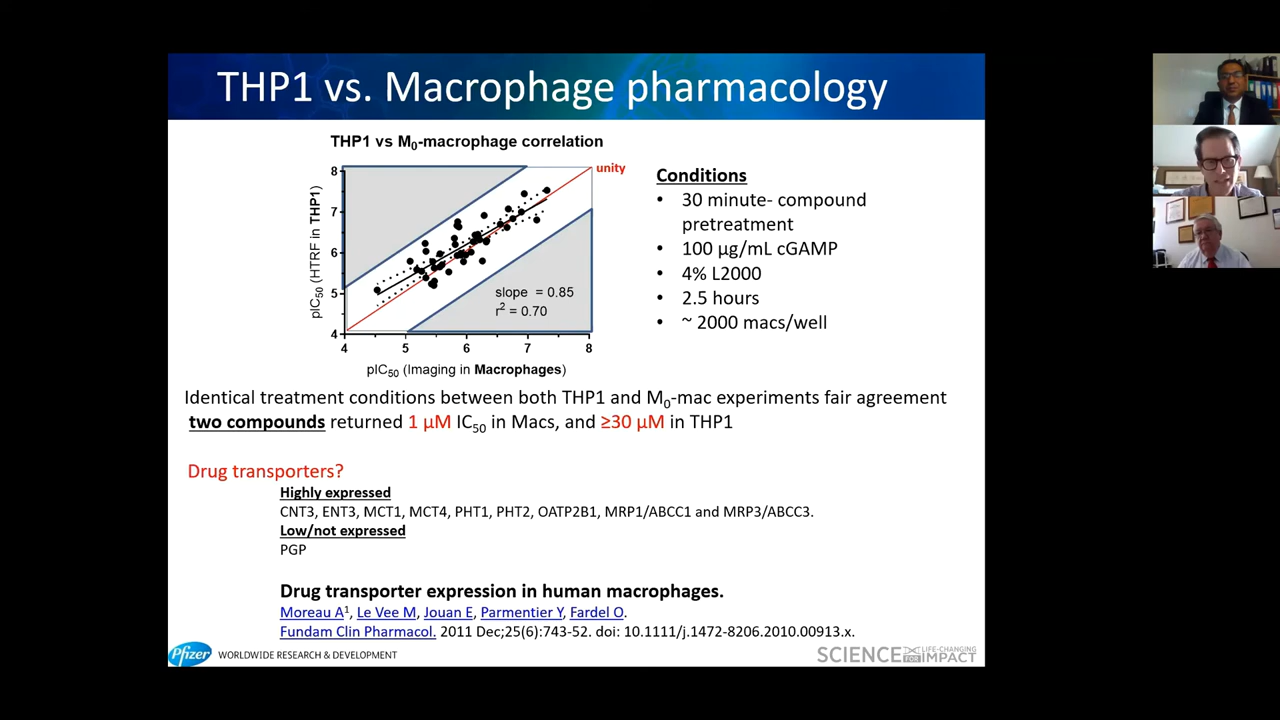 THP1 vs. Macrophage pharmacology
THP1 vs M0-macrophage correlation
8
7
6
5
4
4 5 6 7 8
pIC50 (HTRF in THP1)
pIC50 (Imaging in Macrophages)
unity
slope = 0.85
r2 = 0.70
Conditions
• 30 minute- compound
pretreatment
• 100 µg/mL cGAMP
• 4% L2000
• 2.5 hours
• ~ 2000 macs/well
Identical treatment conditions between both THP1 and M0-mac experiments fair agreement
two compounds returned 1 µM IC50 in Macs, and ≥30 µM in THP1
Drug transporters?
Highly expressed
CNT3, ENT3, MCT1, MCT4, PHT1, PHT2, OATP2B1, MRP1/ABCC1 and MRP3/ABCC3.
Low/not expressed
PGP
Drug transporter expression in human macrophages.
Moreau A1, Le Vee M, Jouan E, Parmentier Y, Fardel O.
Fundam Clin Pharmacol. 2011 Dec;25(6):743-52. doi: 10.1111/j.1472-8206.2010.00913.x.
Pfizer WORLDWIDE RESEARCH & DEVELOPMENT
SCIENCE FOR LIFE-CHANGING IMPACT